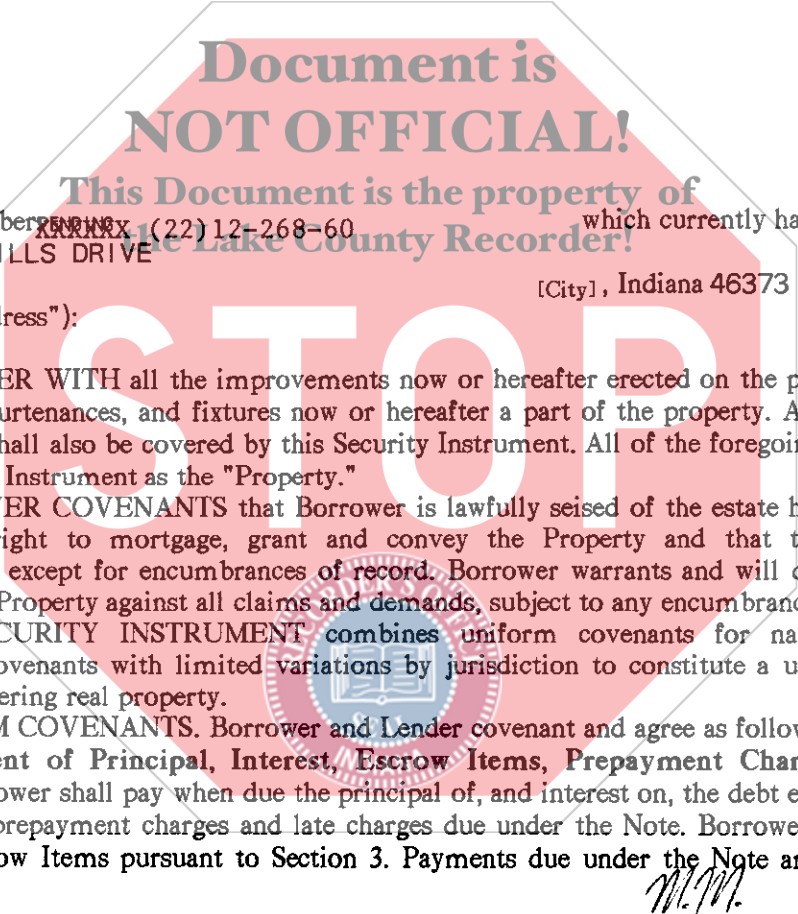 Document is
NOT OFFICIAL!
This Document is the property of
the Lake County Recorder!
ber PENDING (22)12-268-60 which currently ha
ILLS DRIVE
[City], Indiana 46373
dress"):
STOP
ER WITH all the improvements now or hereafter erected on the p
urtenances, and fixtures now or hereafter a part of the property. A
hall also be covered by this Security Instrument. All of the foregoin
Instrument as the "Property."
VER COVENANTS that Borrower is lawfully seised of the estate h
ight to mortgage, grant and convey the Property and that t
except for encumbrances of record. Borrower warrants and will d
Property against all claims and demands, subject to any encumbranc
CURITY INSTRUMENT combines uniform covenants for na
ovenants with limited variations by jurisdiction to constitute a u
ering real property.
M COVENANTS. Borrower and Lender covenant and agree as follow
ent of Principal, Interest, Escrow Items, Prepayment Char
ower shall pay when due the principal of, and interest on, the debt e
prepayment charges and late charges due under the Note. Borrowe
ow Items pursuant to Section 3. Payments due under the Note an
RECORDER'S OFFICE
SEAL
INDIANA
M.M.